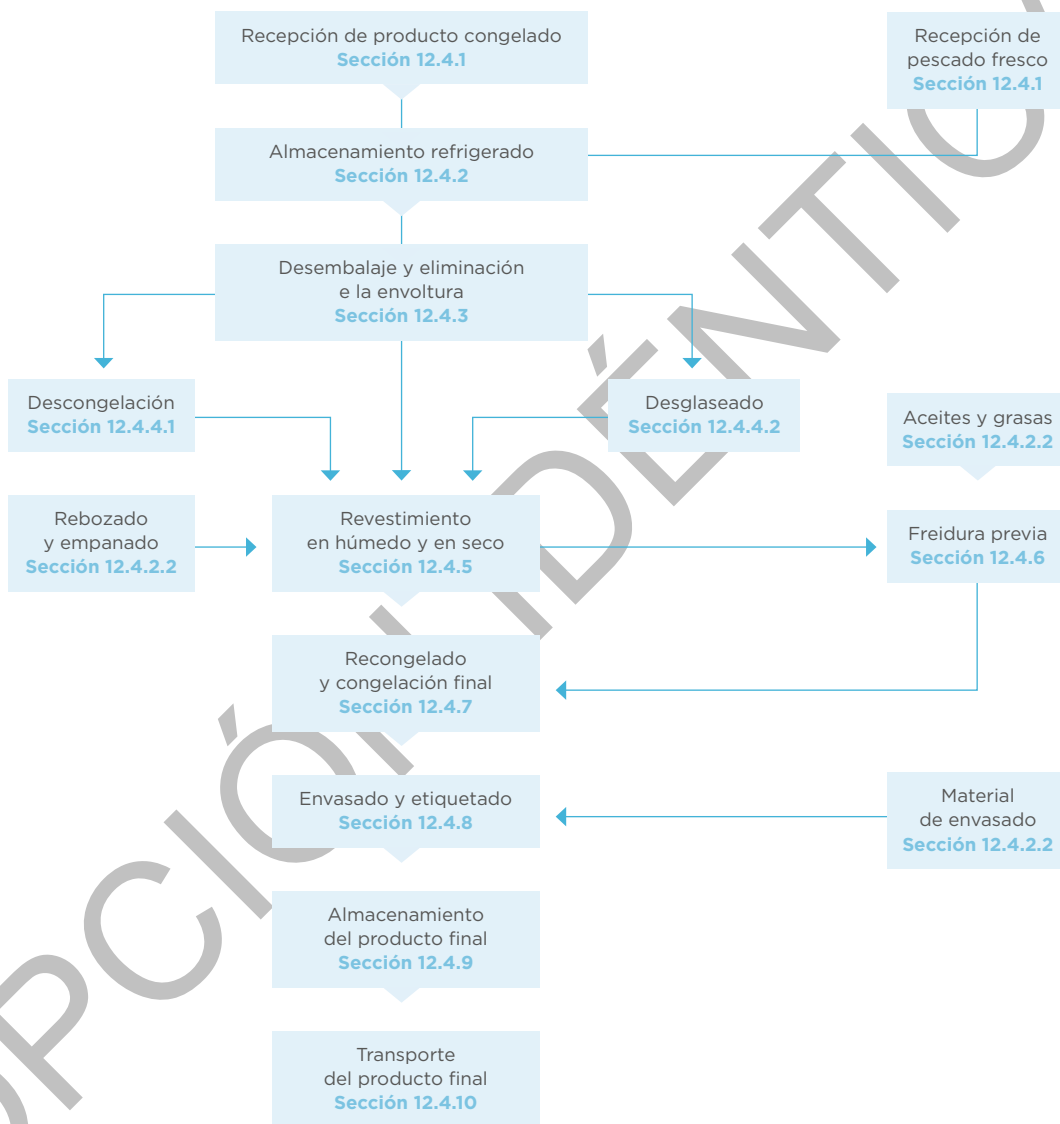 Recepción de producto congelado
Sección 12.4.1
Recepción de
pescado fresco
Sección 12.4.1
Almacenamiento refrigerado
Sección 12.4.2
Desembalaje y eliminación
e la envoltura
Sección 12.4.3
Descongelación
Sección 12.4.4.1
Desglaseado
Sección 12.4.4.2
Aceites y grasas
Sección 12.4.2.2
Rebozado
y empanado
Sección 12.4.2.2
Revestimiento
en húmedo y en seco
Sección 12.4.5
Freidura previa
Sección 12.4.6
Recongelado
y congelación final
Sección 12.4.7
Envasado y etiquetado
Sección 12.4.8
Material
de envasado
Sección 12.4.2.2
Almacenamiento
del producto final
Sección 12.4.9
Transporte
del producto final
Sección 12.4.10